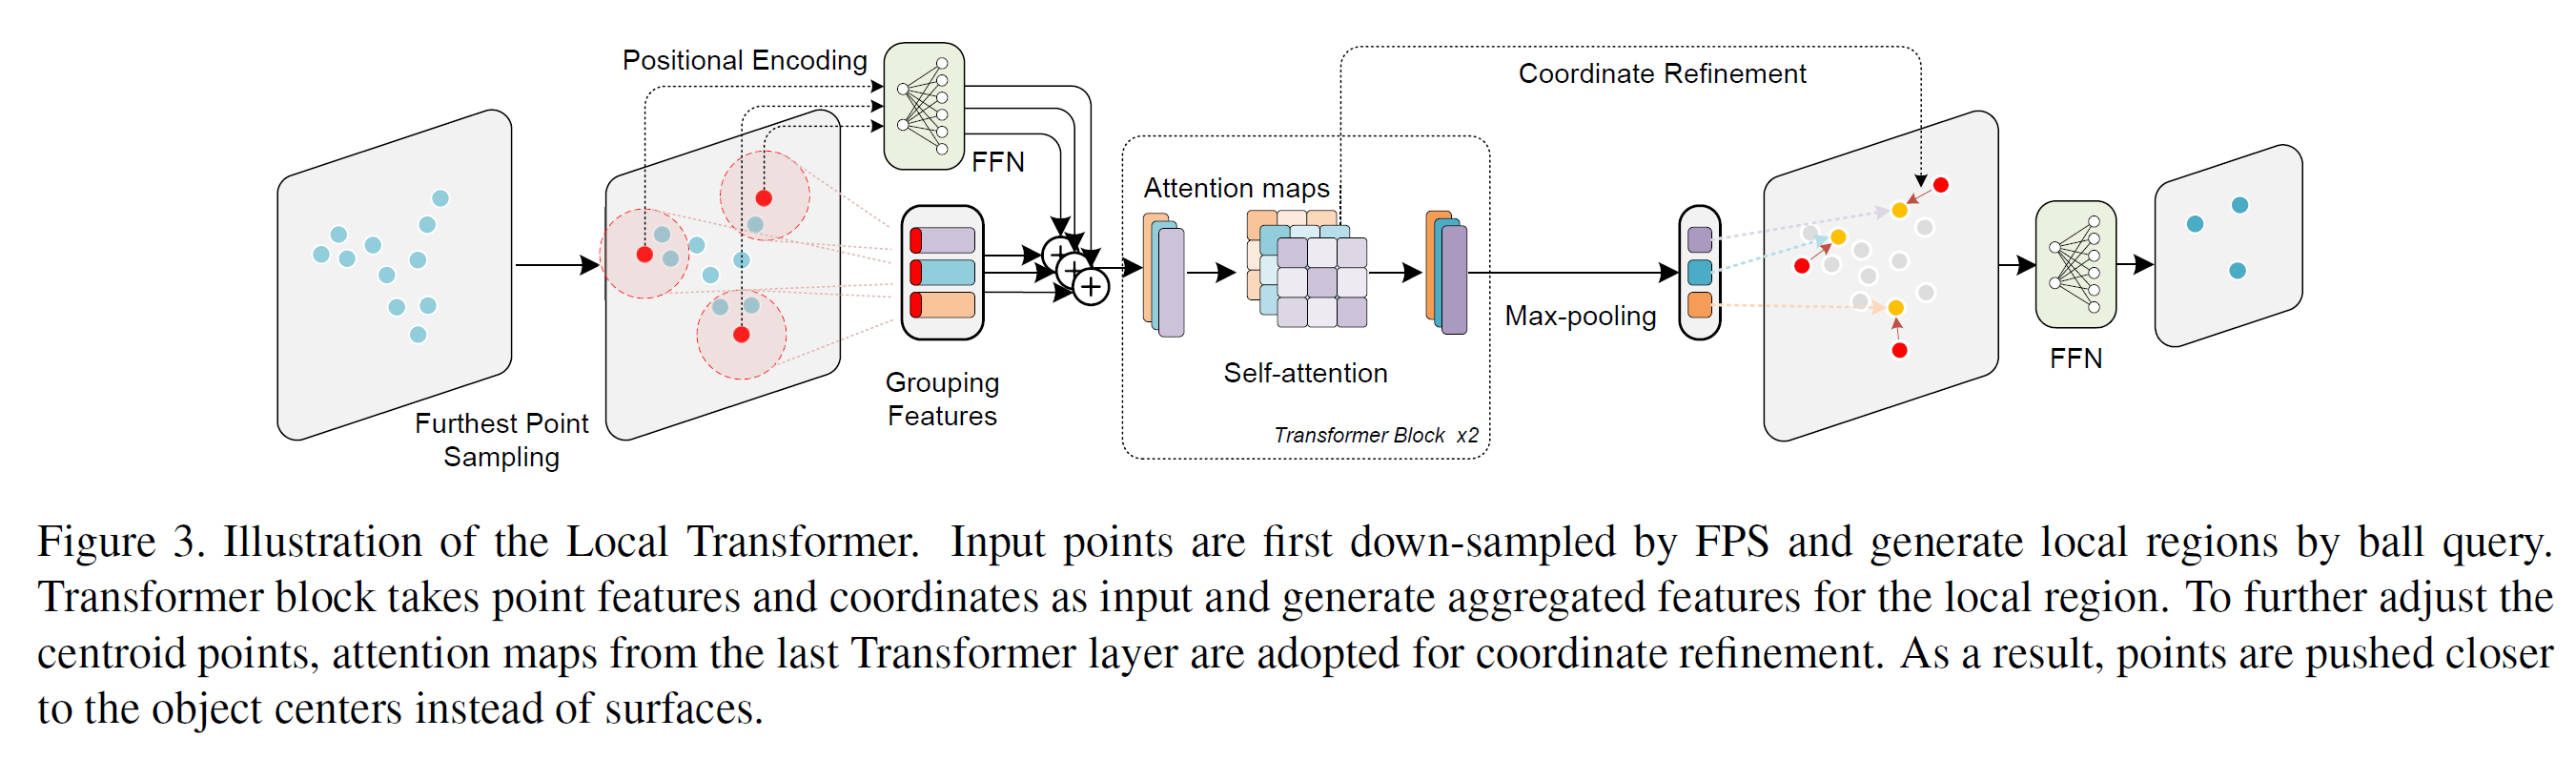 Positional Encoding
FFN
Coordinate Refinement
Attention maps
Furthest Point
Sampling
Grouping
Features
Self-attention
Transformer Block x2
Max-pooling
FFN
Figure 3. Illustration of the Local Transformer. Input points are first down-sampled by FPS and generate local regions by ball query.
Transformer block takes point features and coordinates as input and generate aggregated features for the local region. To further adjust the
centroid points, attention maps from the last Transformer layer are adopted for coordinate refinement. As a result, points are pushed closer
to the object centers instead of surfaces.